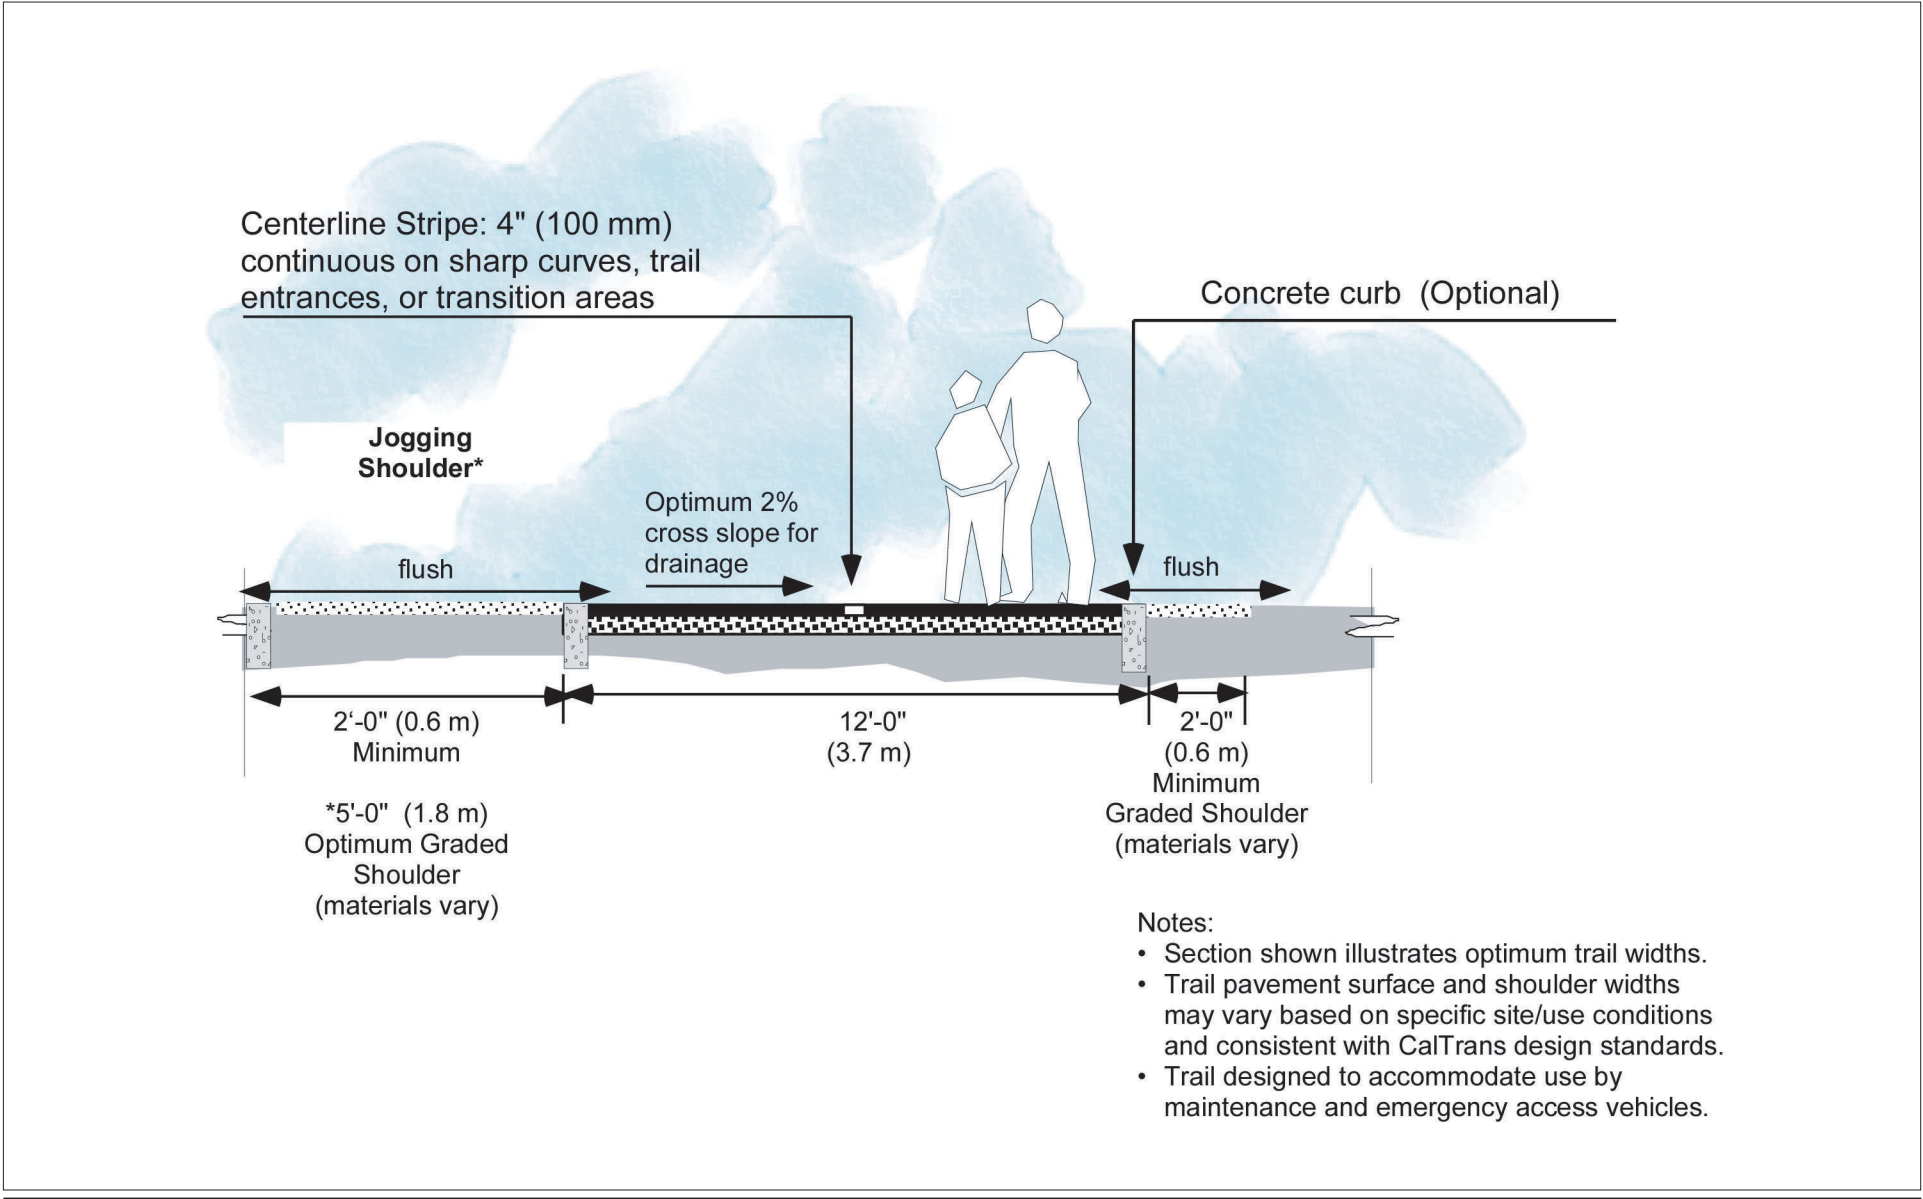 Centerline Stripe: 4" (100 mm)
continuous on sharp curves, trail
entrances, or transition areas
Concrete curb (Optional)
Jogging
Shoulder*
Optimum 2%
cross slope for
drainage
flush
flush
2‘-0" (0.6 m)
Minimum
*5'-0" (1.8 m)
Optimum Graded
Shoulder
(materials vary)
12'-0"
(3.7 m)
2'-0"
(0.6 m)
Minimum
Graded Shoulder
(materials vary)
Notes:
• Section shown illustrates optimum trail widths.
• Trail pavement surface and shoulder widths
may vary based on specific site/use conditions
and consistent with CalTrans design standards.
• Trail designed to accommodate use by
maintenance and emergency access vehicles.